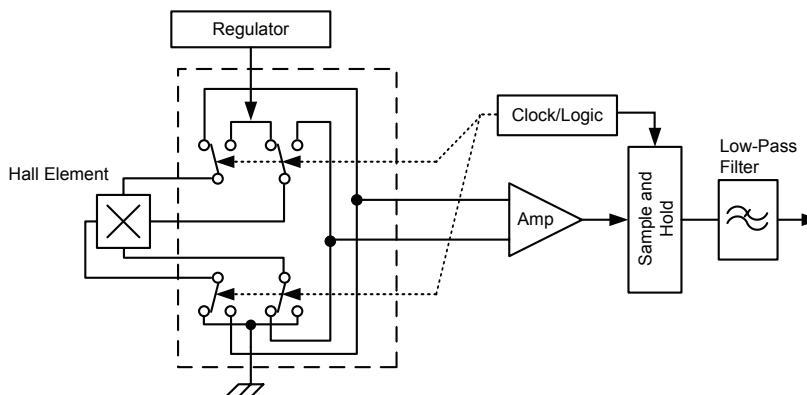 Regulator
Clock/Logic
Hall Element
Low-Pass
Filter
Amp
Sample and
Hold